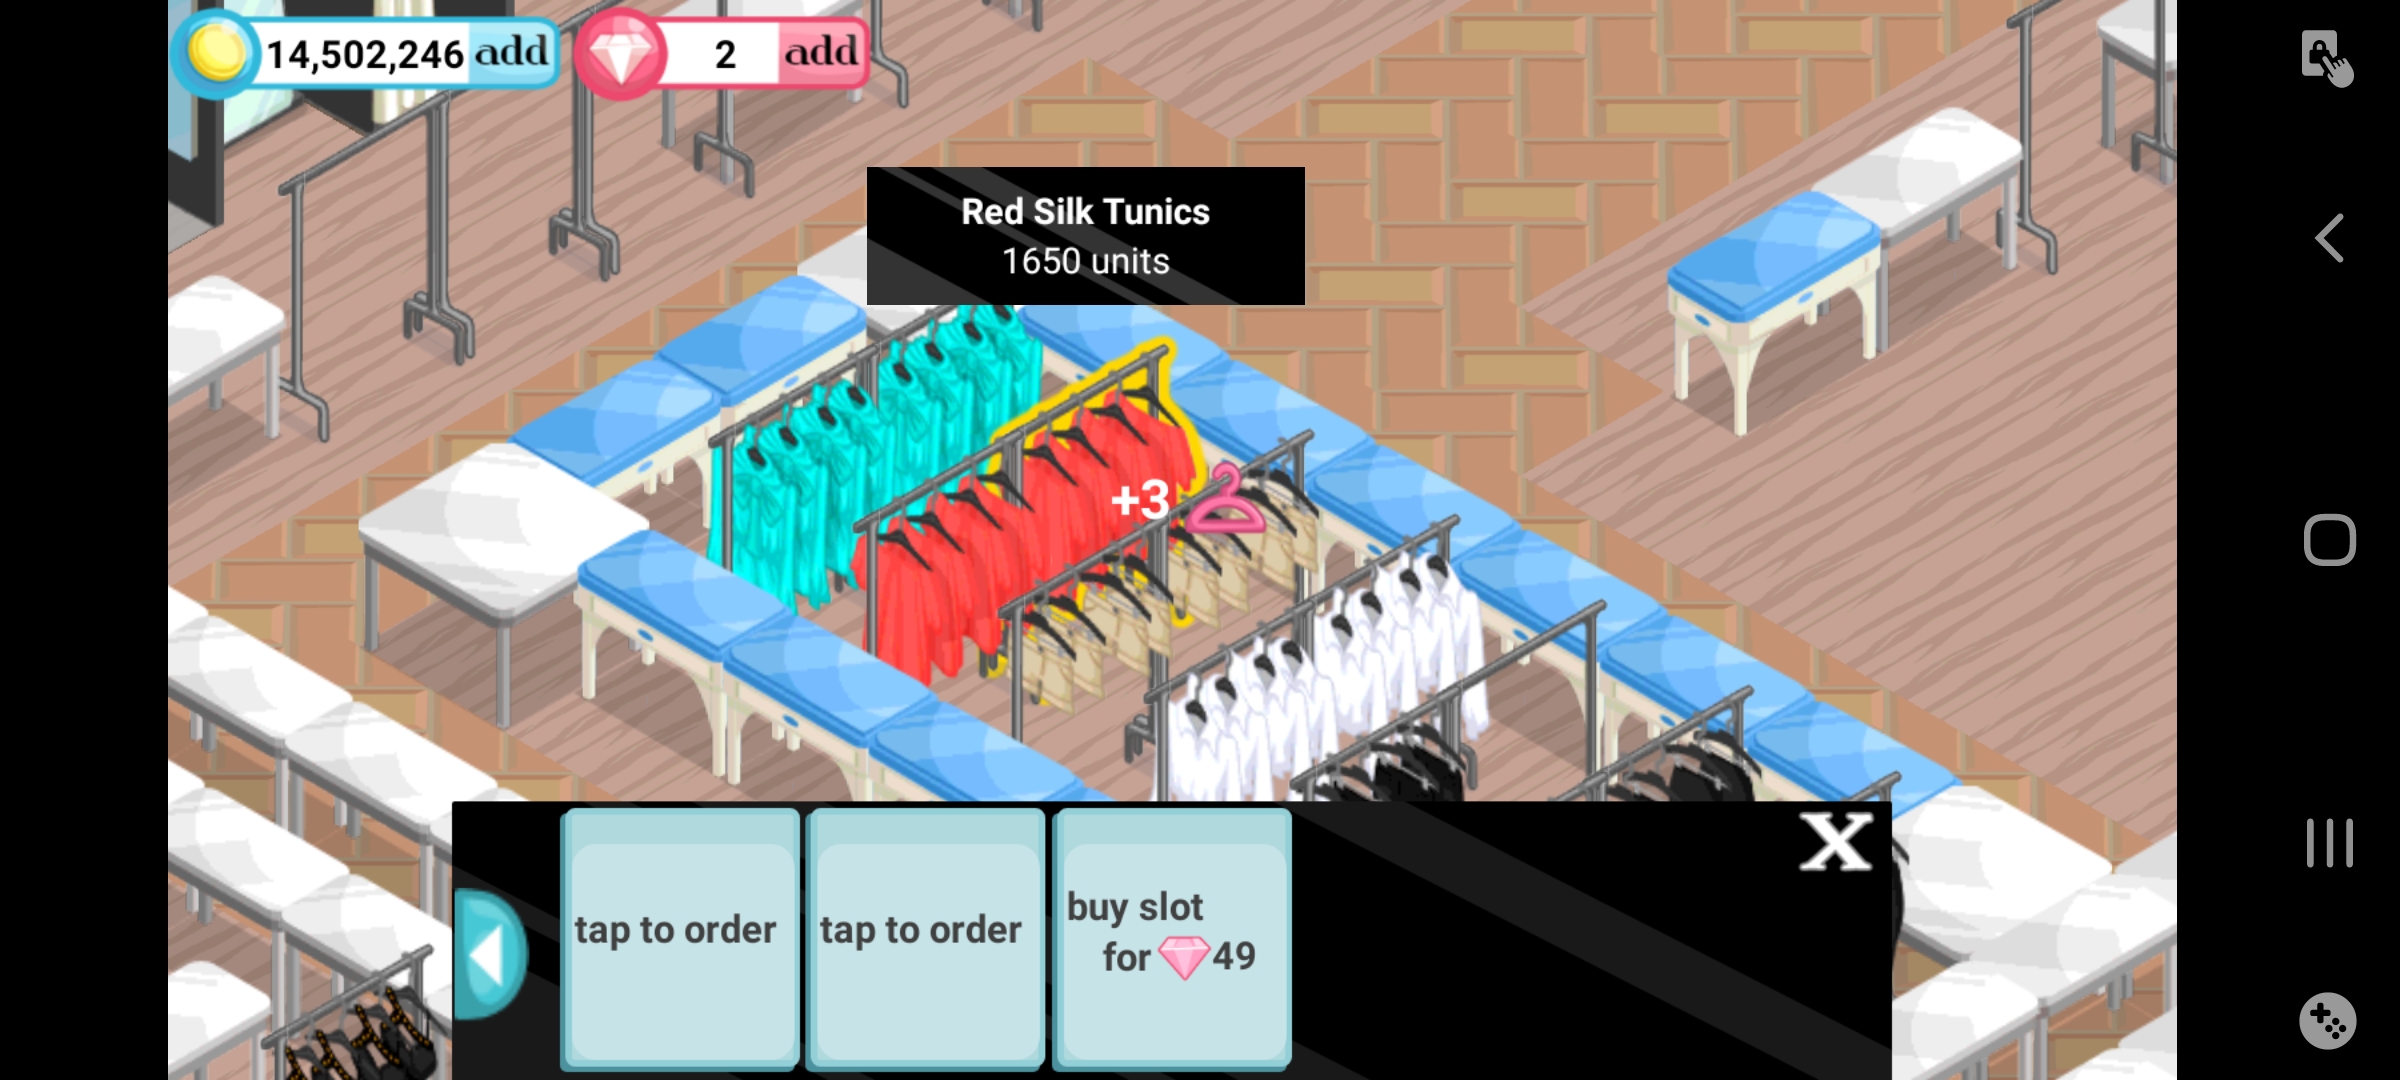 14,502,246 add
2 add
Red Silk Tunics
1650 units
+3
X
tap to order
tap to order
buy slot
for 49